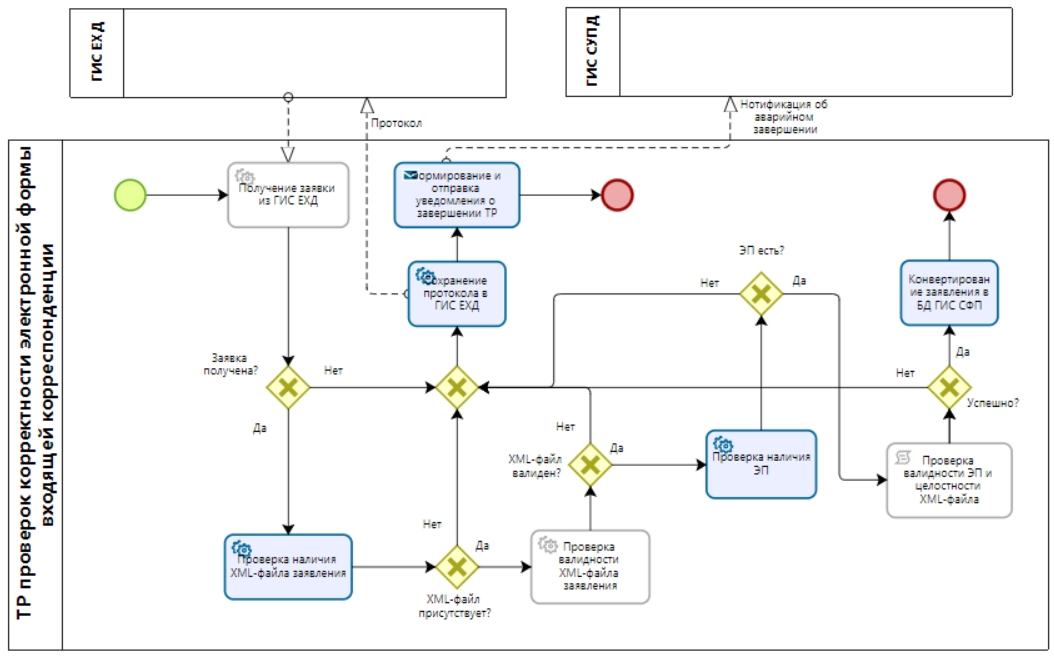 ГИС ЕХД
ГИС СУПД
Протокол
Нотификация об
аварийном
завершении
ТР проверок корректности электронной формы
входящей корреспонденции
Получение заявки
из ГИС ЕХД
ормирование и
отправка
уведомления о
завершении ТР
Сохранение
протокола в
ГИС ЕХД
ЭП есть?
Нет
Да
Конвертирован
ие заявления в
БД ГИС СФП
Да
Заявка
получена?
Нет
Нет
Успешно?
Да
Нет
XML-файл
валиден?
Да
Проверка наличия
ЭП
Проверка
валидности ЭП и
целостности
XML-файла
Нет
Да
Проверка наличия
XML-файла заявления
Проверка
валидности
XML-файла
заявления
XML-файл
присутствует?